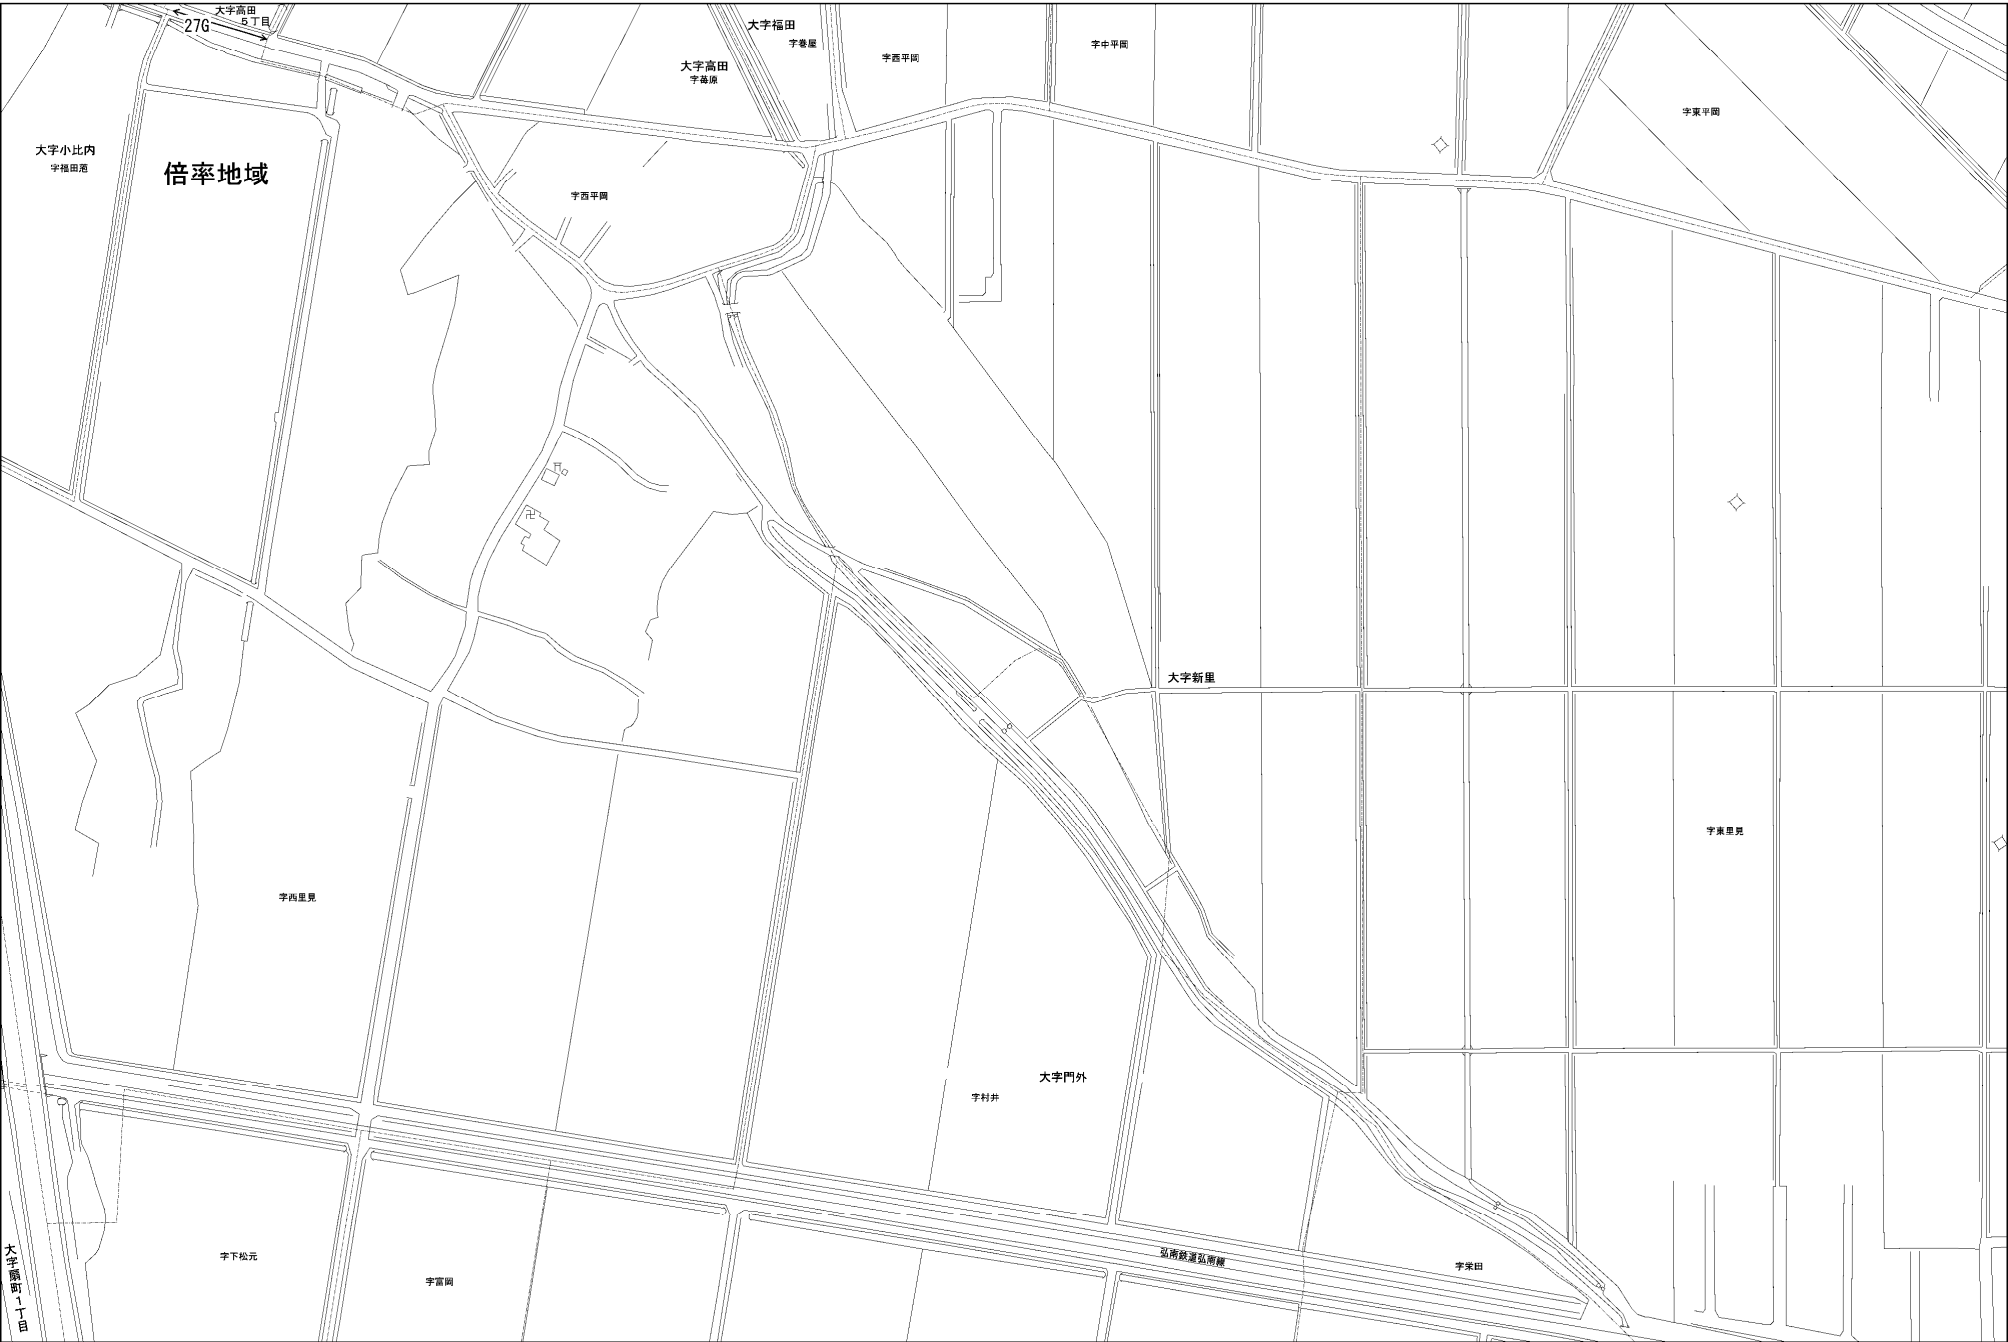 大字高田
5丁目
27G
大字福田
字巻屋
大字高田
字苺原
字西平岡
字中平岡
字東平岡
大字小比内
字福田
倍率地域
字西平岡
大字新里
字東里見
字西里見
大字門外
字村井
弘南鉄道弘南線
字栄田
字下松元
字富岡
大字扇町1丁目